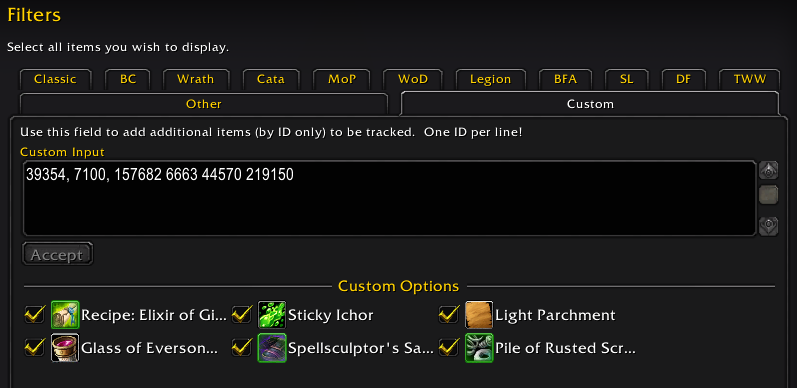 Filters
Select all items you wish to display.
Classic BC Wrath Cata MoP WoD Legion BFA SL DF TWW
Other Custom
Use this field to add additional items (by ID only) to be tracked. One ID per line!
Custom Input
39354, 7100, 157682 6663 44570 219150
Accept
Custom Options
Recipe: Elixir of Gi... Sticky Ichor Light Parchment
Glass of Everson... Spellsculptor's Sa... Pile of Rusted Scr...